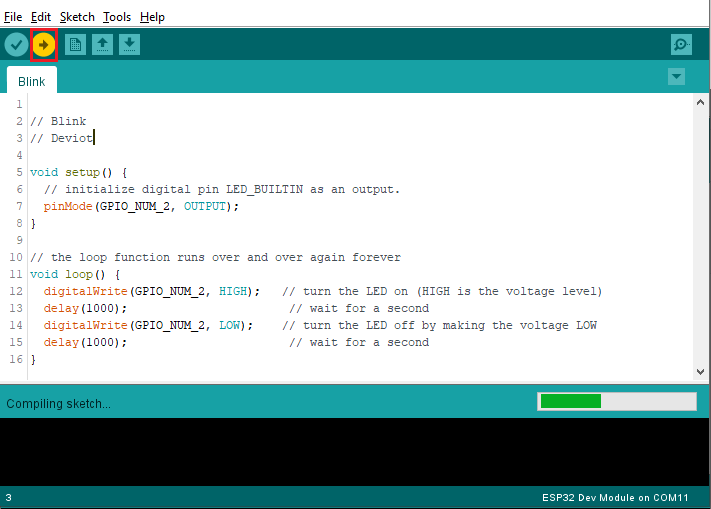 File Edit Sketch Tools Help
Blink
1
2 // Blink
3 // Deviot
4
5 void setup() {
6   // initialize digital pin LED_BUILTIN as an output.
7   pinMode(GPIO_NUM_2, OUTPUT);
8 }
9
10 // the loop function runs over and over again forever
11 void loop() {
12   digitalWrite(GPIO_NUM_2, HIGH);   // turn the LED on (HIGH is the voltage level)
13   delay(1000);                       // wait for a second
14   digitalWrite(GPIO_NUM_2, LOW);    // turn the LED off by making the voltage LOW
15   delay(1000);                       // wait for a second
16 }
Compiling sketch...
3 ESP32 Dev Module on COM11